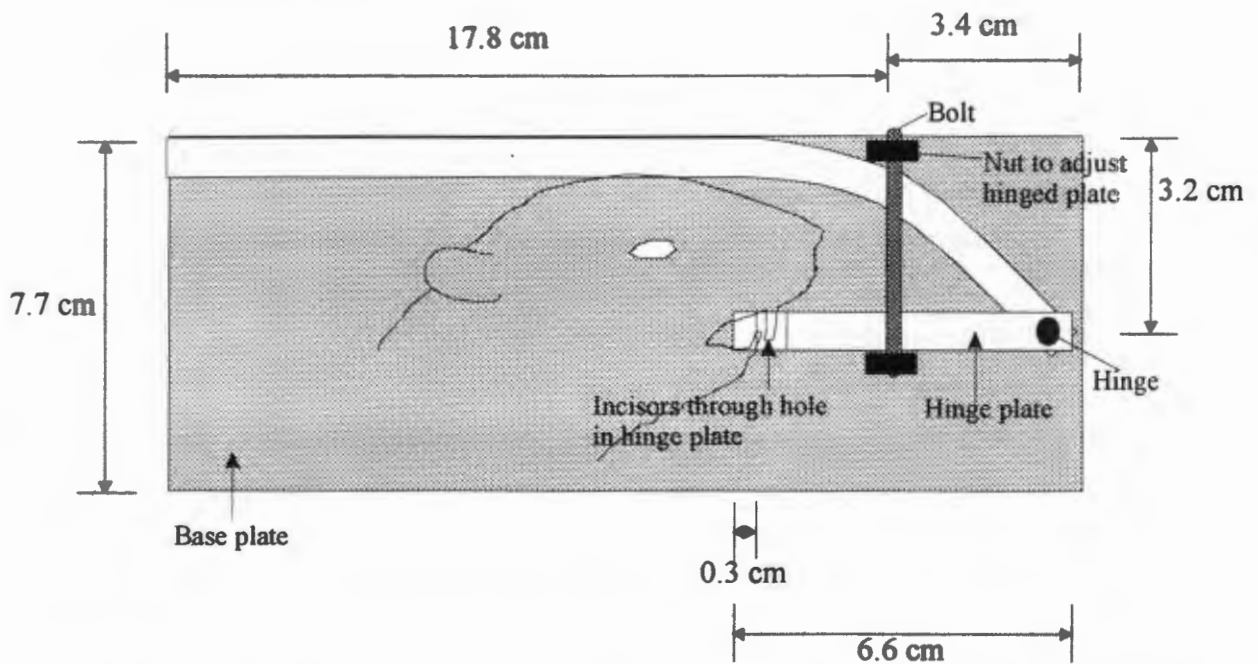 17.8 cm
3.4 cm
Bolt
Nut to adjust
hinged plate
3.2 cm
7.7 cm
Hinge
Incisors through hole
in hinge plate
Hinge plate
Base plate
0.3 cm
6.6 cm